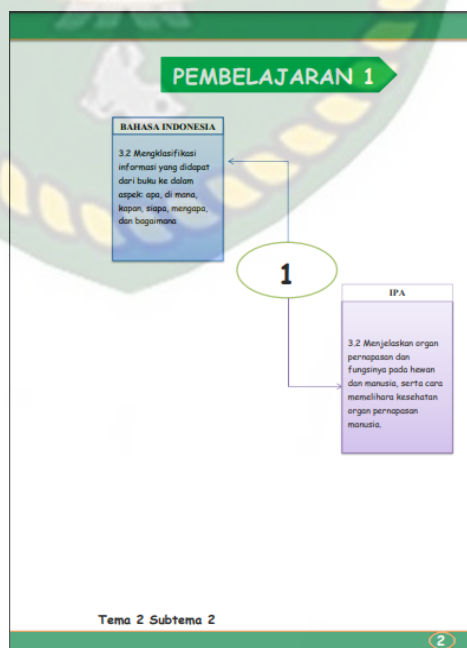 PEMBELAJARAN 1
BAHASA INDONESIA
3.2 Mengklasifikasi
informasi yang didapat
dari buku ke dalam
aspek: apa, di mana,
kapan, siapa, mengapa,
dan bagaimana
1
IPA
3.2 Menjelaskan organ
pernapasan dan
fungsinya pada hewan
dan manusia, serta cara
memelihara kesehatan
organ pernapasan
manusia.
Tema 2 Subtema 2
2